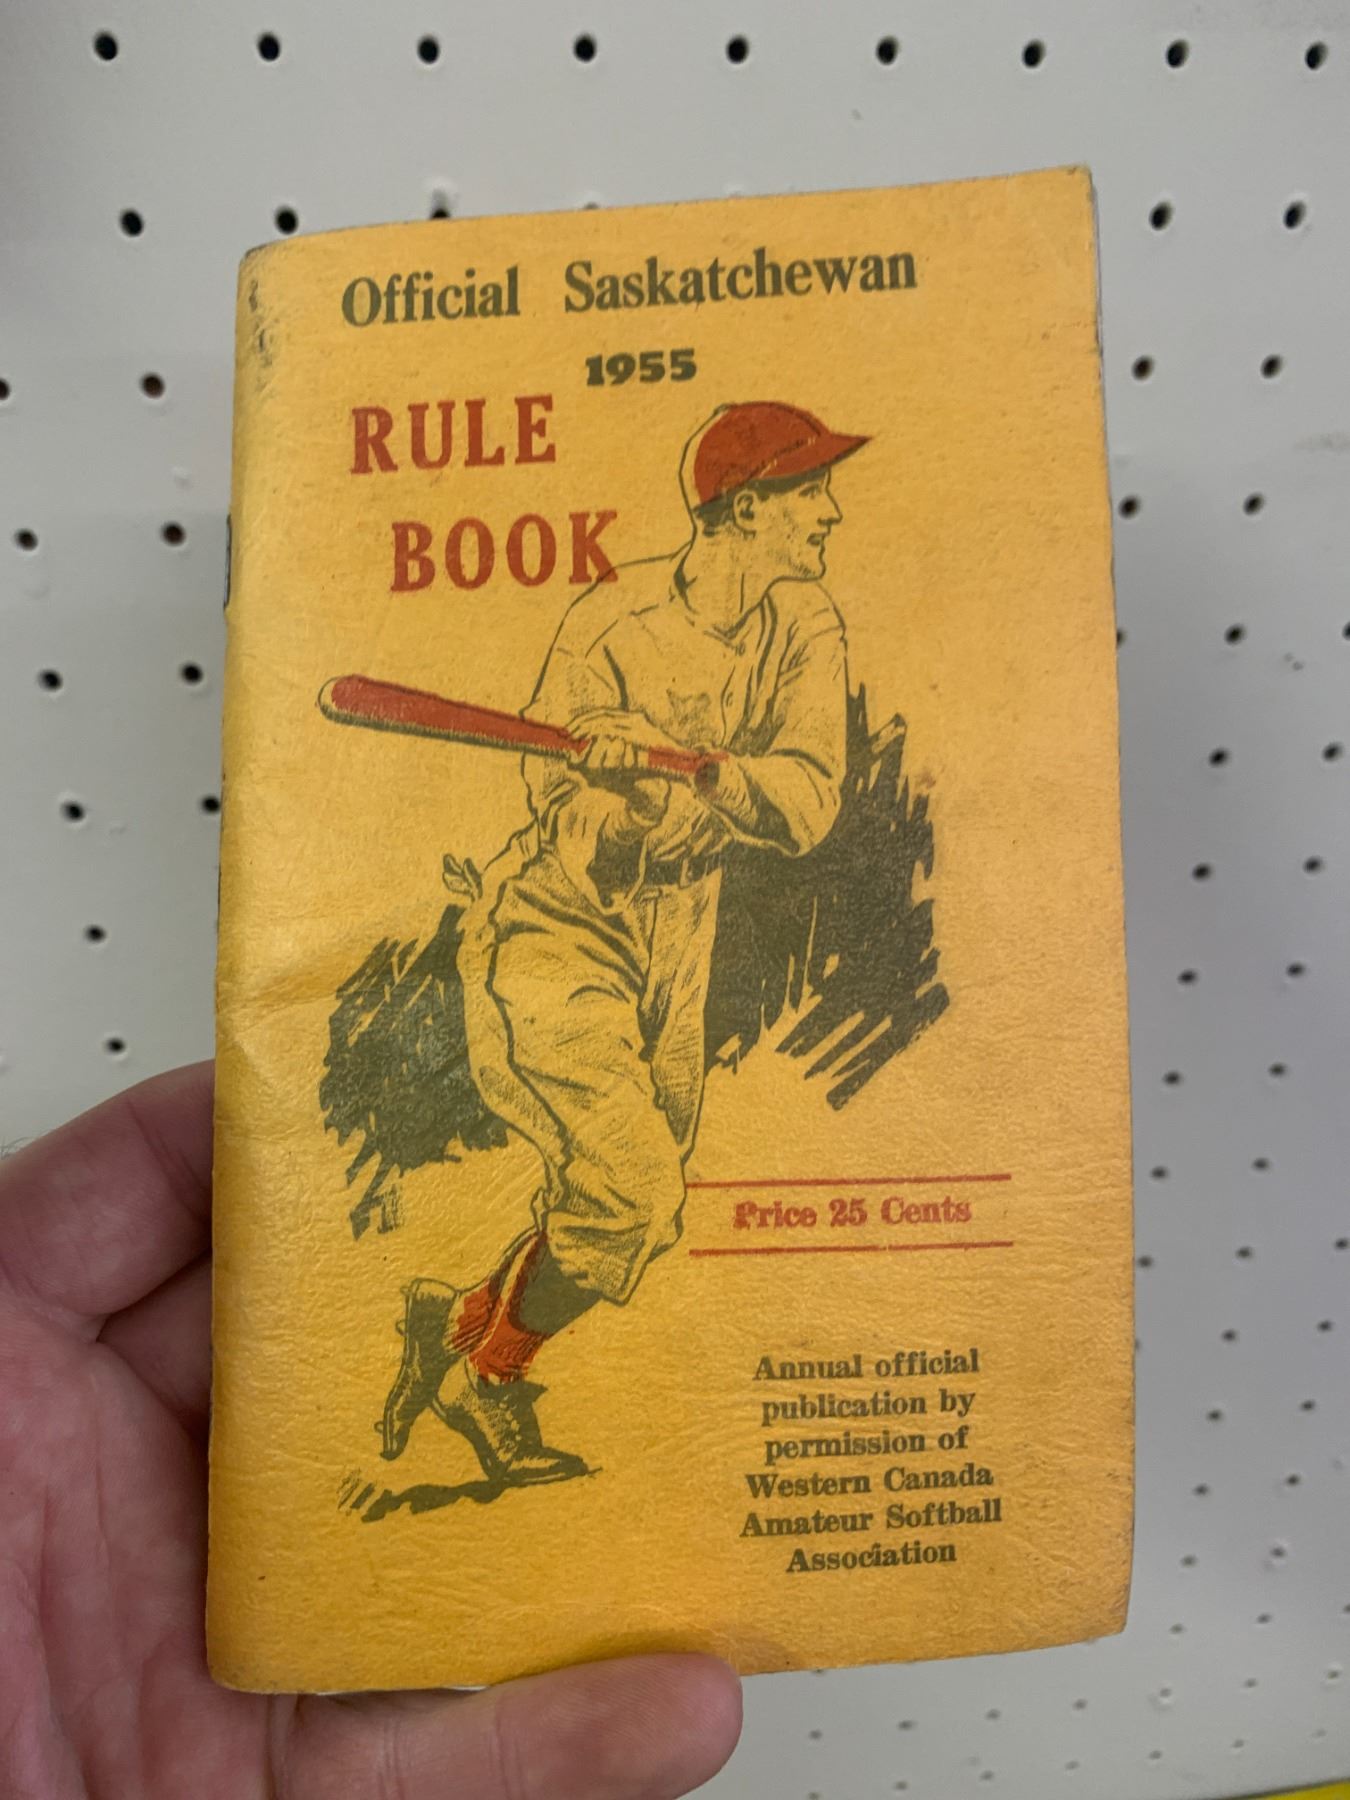 Official Saskatchewan
1955
RULE
BOOK
Price 25 Cents
Annual official
publication by
permission of
Western Canada
Amateur Softball
Association